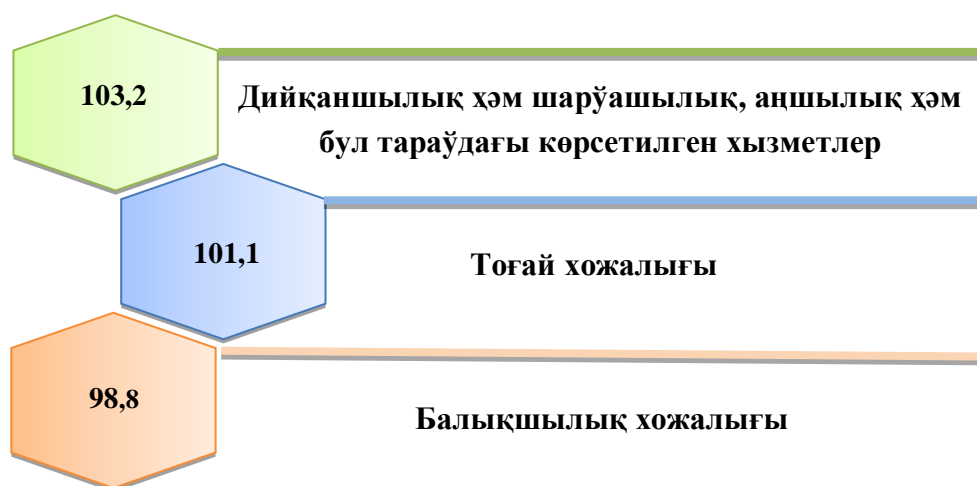 103,2
Дийқаншылық ҳәм шарўашылық, аңшылық ҳәм
бул тараўдағы көрсетилген хызметлер
101,1
Тоғай хожалығы
98,8
Балықшылық хожалығы